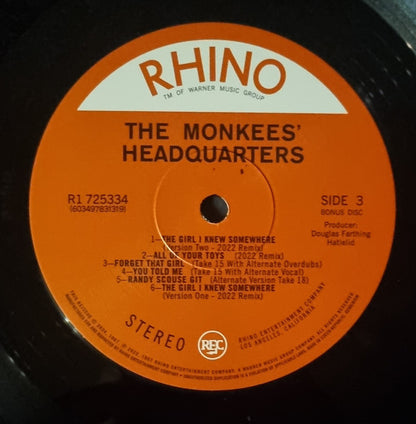 RHINO
TM OF WARNER MUSIC GROUP
THE MONKEES'
HEADQUARTERS
R1 725334
(603497831319)
SIDE 3
BONUS DISC
Producer:
Douglas Farthing
Hatlelid
1—THE GIRL I KNEW SOMEWHERE
(Version Two - 2022 Remix)
2—ALL OF YOUR TOYS (2022 Remix)
3—FORGET THAT GIRL (Take 15 With Alternate Overdubs)
4—YOU TOLD ME (Take 15 With Alternate Vocal)
5—RANDY SCOUSE GIT (Alternate Version Take 18)
6—THE GIRL I KNEW SOMEWHERE
(Version One - 2022 Remix)
STEREO
REC
RHINO ENTERTAINMENT COMPANY
LOS ANGELES, CALIFORNIA